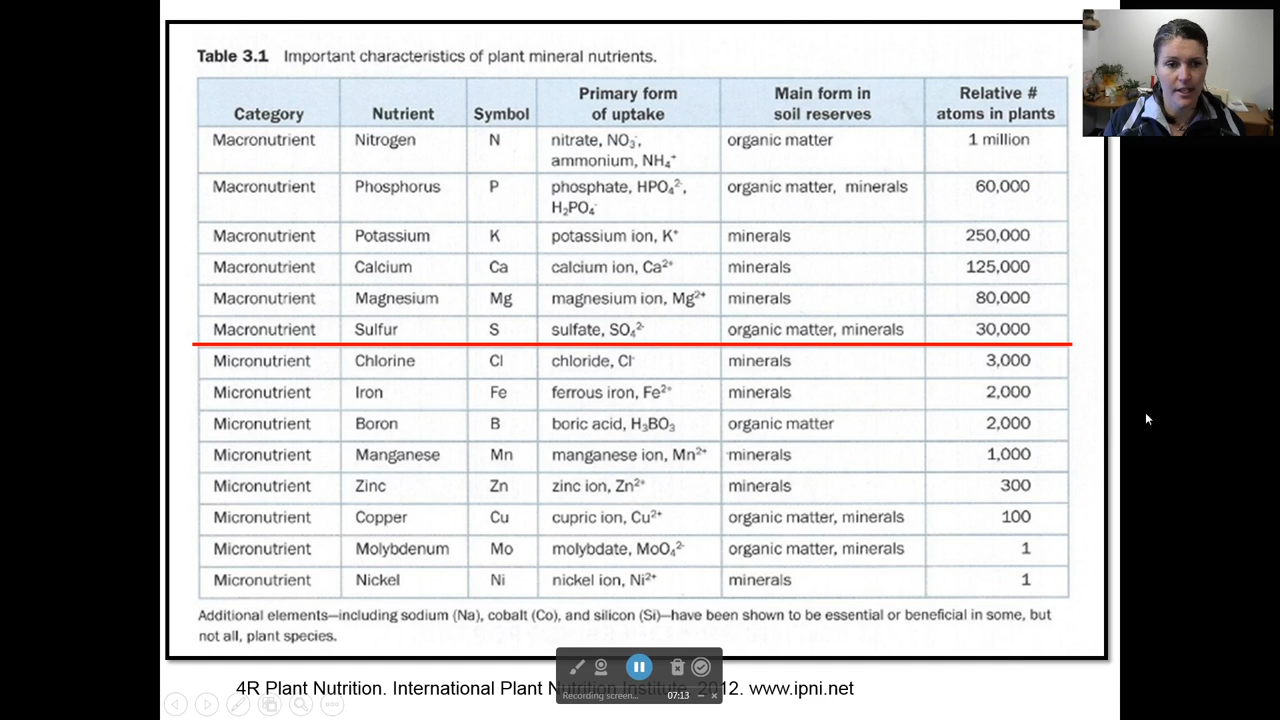 Table 3.1 Important characteristics of plant mineral nutrients.
Category Nutrient Symbol Primary form of uptake Main form in soil reserves Relative # atoms in plants
Macronutrient Nitrogen N nitrate, NO₃⁻, ammonium, NH₄⁺ organic matter 1 million
Macronutrient Phosphorus P phosphate, HPO₄²⁻, H₂PO₄⁻ organic matter, minerals 60,000
Macronutrient Potassium K potassium ion, K⁺ minerals 250,000
Macronutrient Calcium Ca calcium ion, Ca²⁺ minerals 125,000
Macronutrient Magnesium Mg magnesium ion, Mg²⁺ minerals 80,000
Macronutrient Sulfur S sulfate, SO₄²⁻ organic matter, minerals 30,000
Micronutrient Chlorine Cl chloride, Cl⁻ minerals 3,000
Micronutrient Iron Fe ferrous iron, Fe²⁺ minerals 2,000
Micronutrient Boron B boric acid, H₃BO₃ organic matter 2,000
Micronutrient Manganese Mn manganese ion, Mn²⁺ minerals 1,000
Micronutrient Zinc Zn zinc ion, Zn²⁺ minerals 300
Micronutrient Copper Cu cupric ion, Cu²⁺ organic matter, minerals 100
Micronutrient Molybdenum Mo molybdate, MoO₄²⁻ organic matter, minerals 1
Micronutrient Nickel Ni nickel ion, Ni²⁺ minerals 1
Additional elements—including sodium (Na), cobalt (Co), and silicon (Si)—have been shown to be essential or beneficial in some, but
not all, plant species.
4R Plant Nutrition. International Plant Nutrition Institute. 2012. www.ipni.net
Recording screen... 07:13